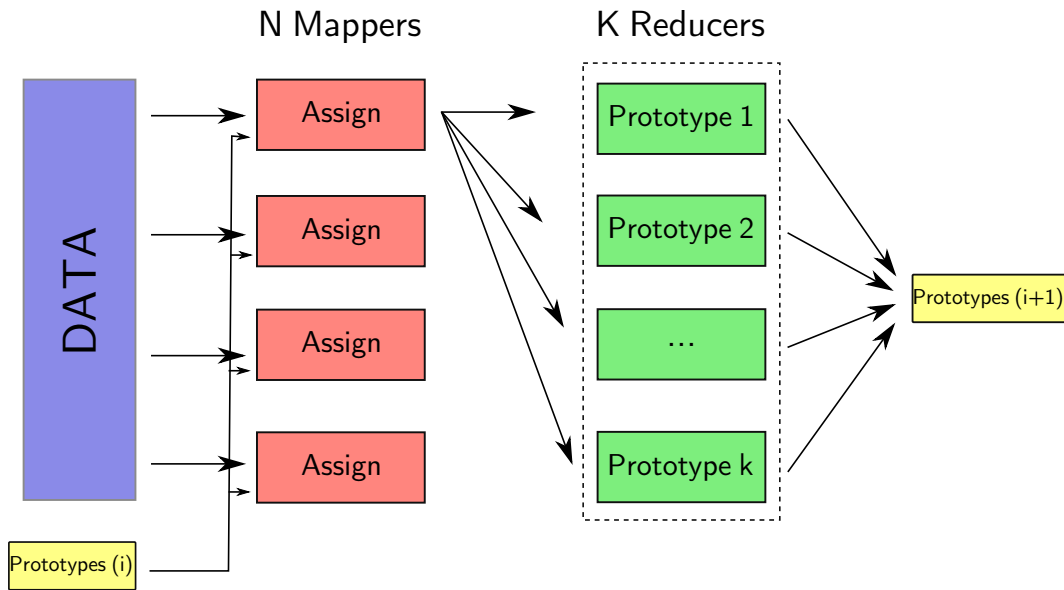 N Mappers
K Reducers
DATA
Assign
Assign
Assign
Assign
Prototype 1
Prototype 2
...
Prototype k
Prototypes (i)
Prototypes (i+1)